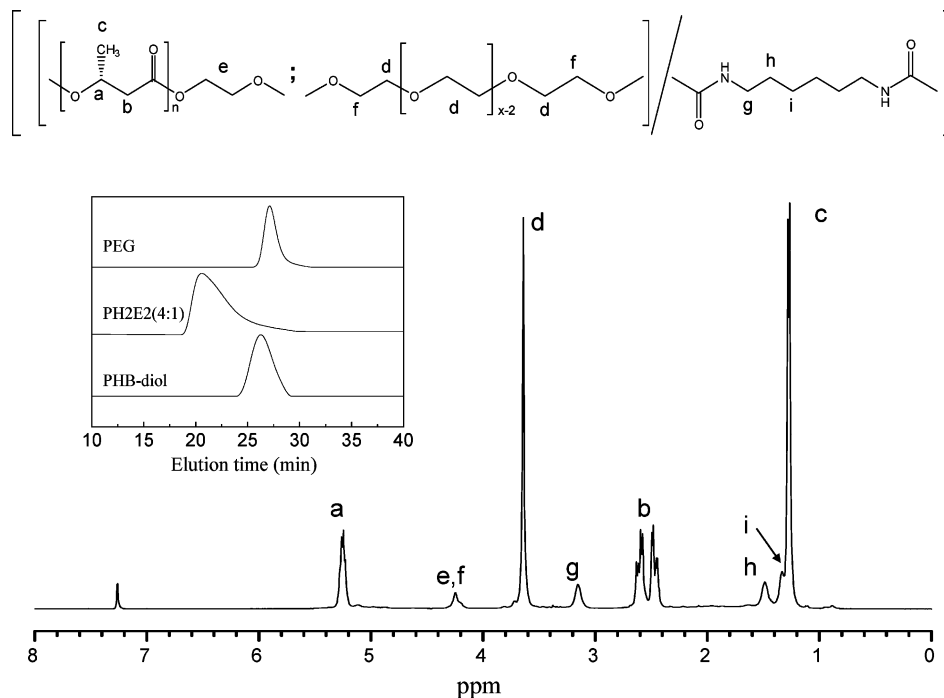 c
CH3 O e ; d f h H O
O a b n O O O f O d x-2 O d O N g i N H O
PEG
PH2E2(4:1)
PHB-diol
10 15 20 25 30 35 40
Elution time (min)
d
c
a
b
i
e,f
g
h
8 7 6 5 4 3 2 1 0
ppm